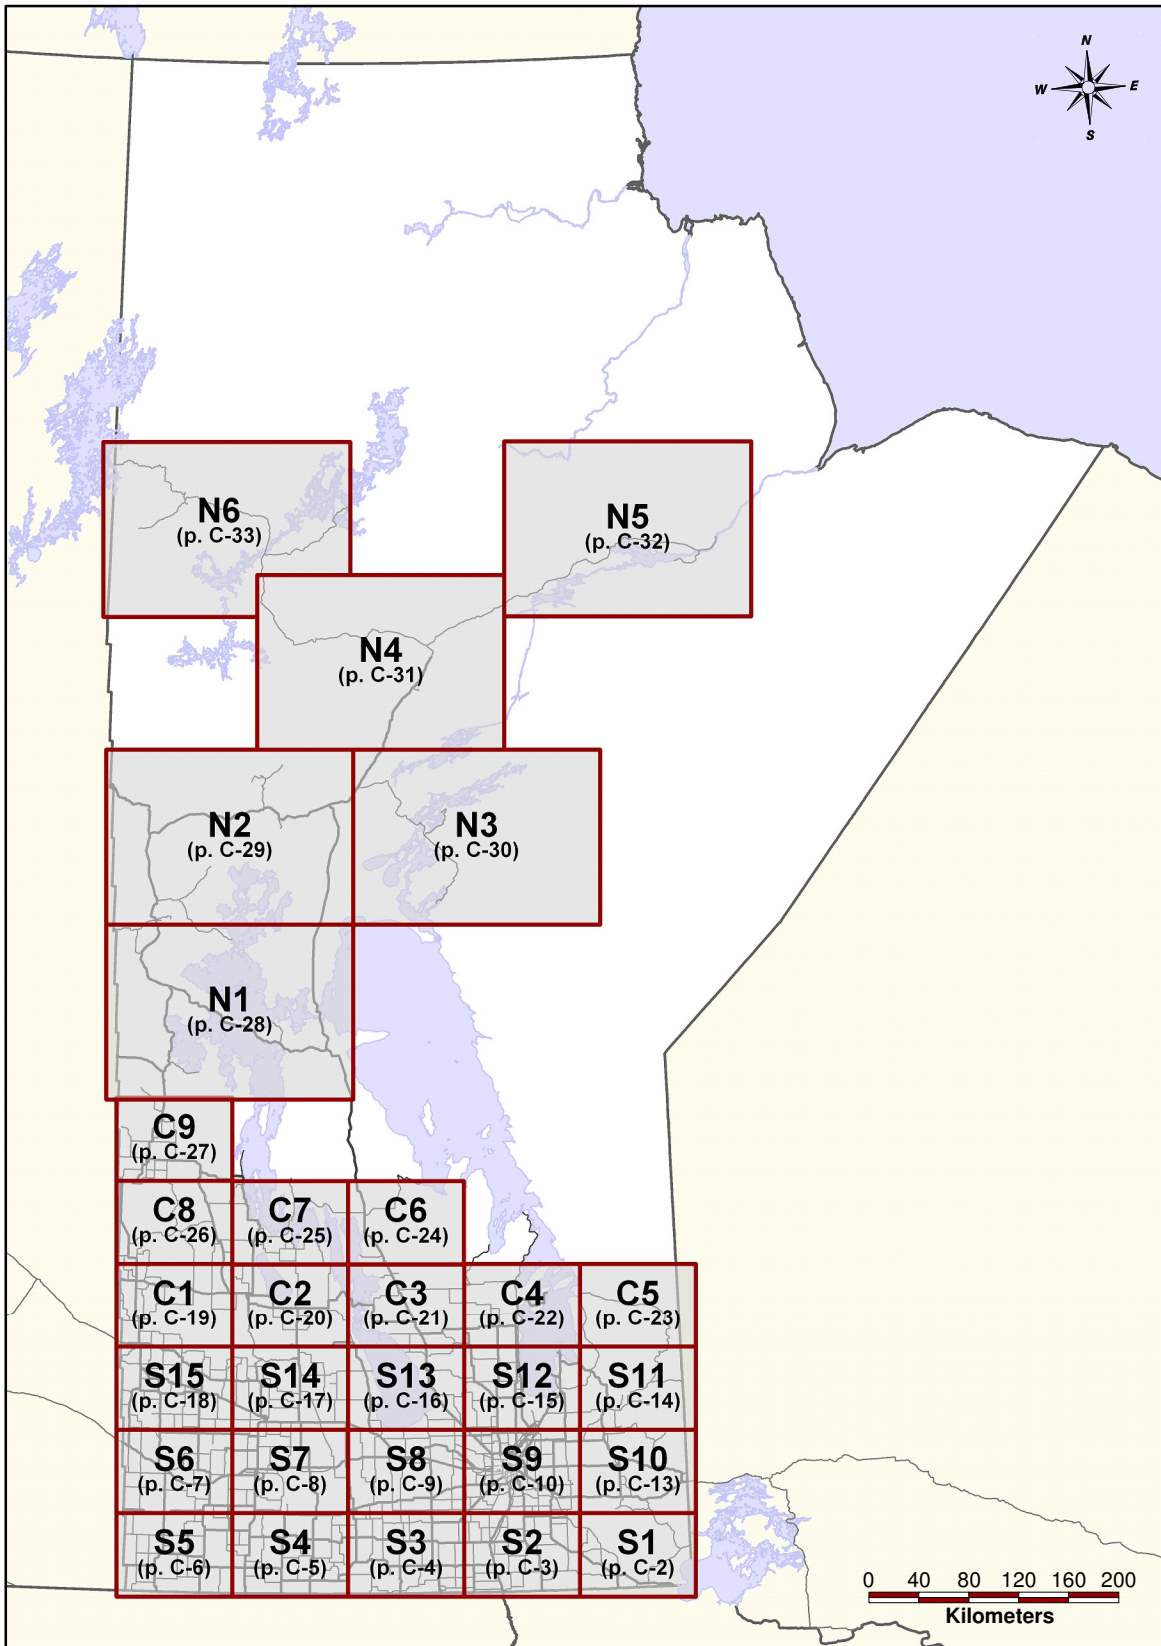 N
W E
S
N6
(p. C-33)
N5
(p. C-32)
N4
(p. C-31)
N2
(p. C-29)
N3
(p. C-30)
N1
(p. C-28)
C9
(p. C-27)
C8
(p. C-26)
C7
(p. C-25)
C6
(p. C-24)
C1
(p. C-19)
C2
(p. C-20)
C3
(p. C-21)
C4
(p. C-22)
C5
(p. C-23)
S15
(p. C-18)
S14
(p. C-17)
S13
(p. C-16)
S12
(p. C-15)
S11
(p. C-14)
S6
(p. C-7)
S7
(p. C-8)
S8
(p. C-9)
S9
(p. C-10)
S10
(p. C-13)
S5
(p. C-6)
S4
(p. C-5)
S3
(p. C-4)
S2
(p. C-3)
S1
(p. C-2)
0 40 80 120 160 200
Kilometers